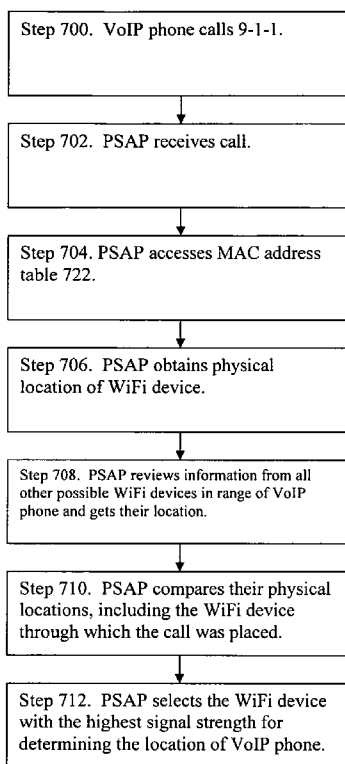 Step 700. VoIP phone calls 9-1-1.
Step 702. PSAP receives call.
Step 704. PSAP accesses MAC address
table 722.
Step 706. PSAP obtains physical
location of WiFi device.
Step 708. PSAP reviews information from all
other possible WiFi devices in range of VoIP
phone and gets their location.
Step 710. PSAP compares their physical
locations, including the WiFi device
through which the call was placed.
Step 712. PSAP selects the WiFi device
with the highest signal strength for
determining the location of VoIP phone.